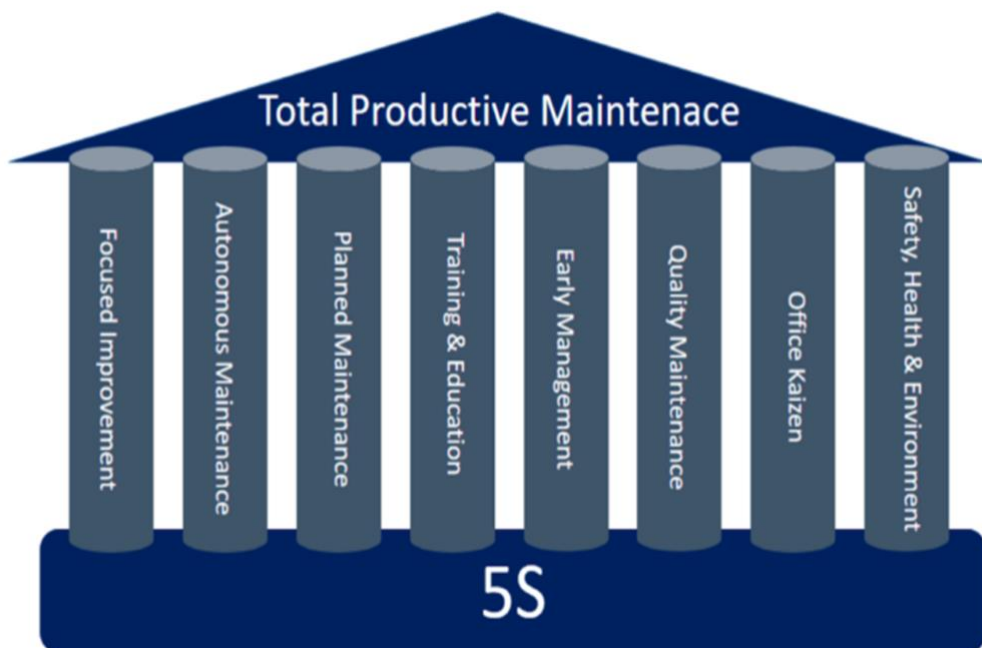 Total Productive Maintenace
Focused Improvement
Autonomous Maintenance
Planned Maintenance
Training & Education
Early Management
Quality Maintenance
Office Kaizen
Safety, Health & Environment
5S